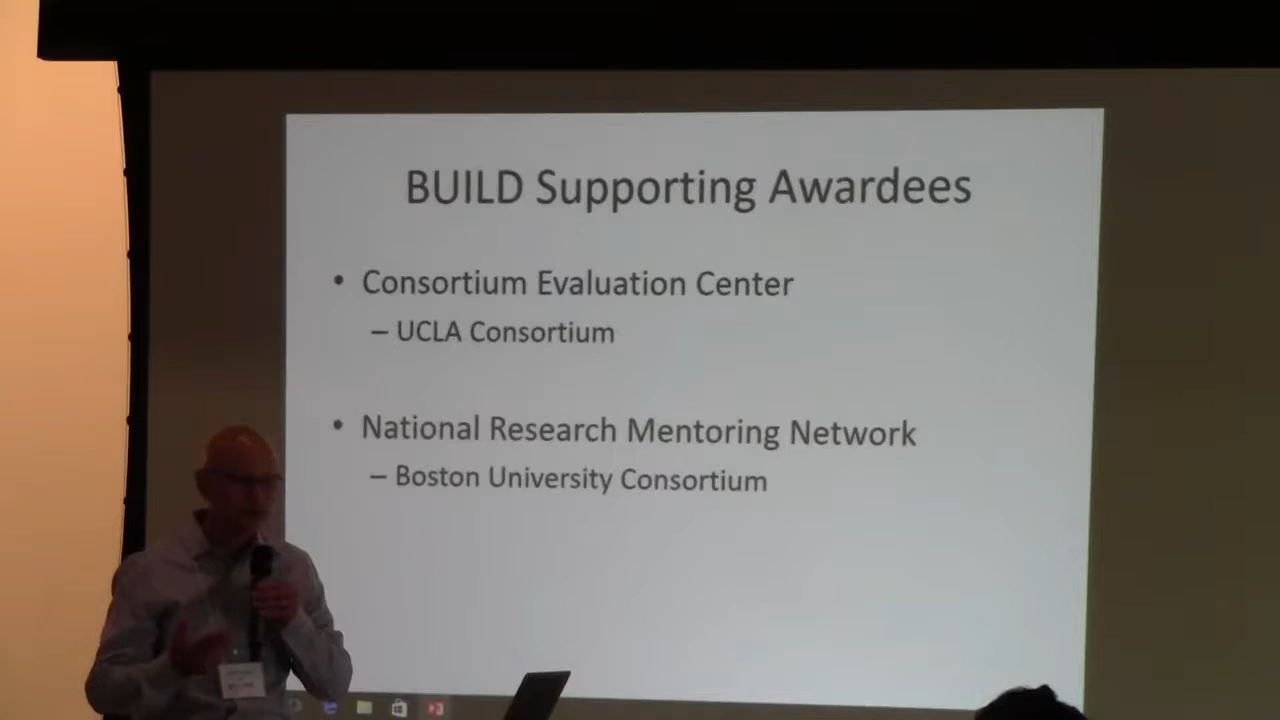 BUILD Supporting Awardees
• Consortium Evaluation Center
– UCLA Consortium
• National Research Mentoring Network
– Boston University Consortium